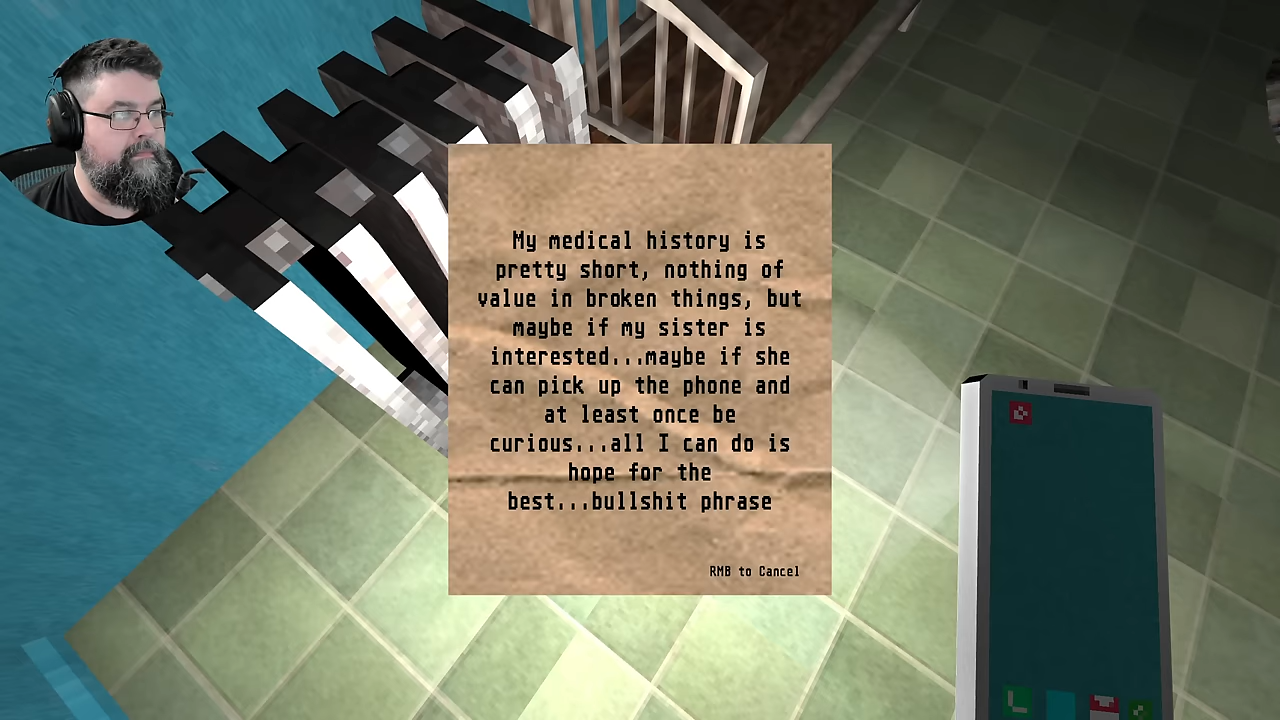 My medical history is
pretty short, nothing of
value in broken things, but
maybe if my sister is
interested...maybe if she
can pick up the phone and
at least once be
curious...all I can do is
hope for the
best...bullshit phrase
RMB to Cancel